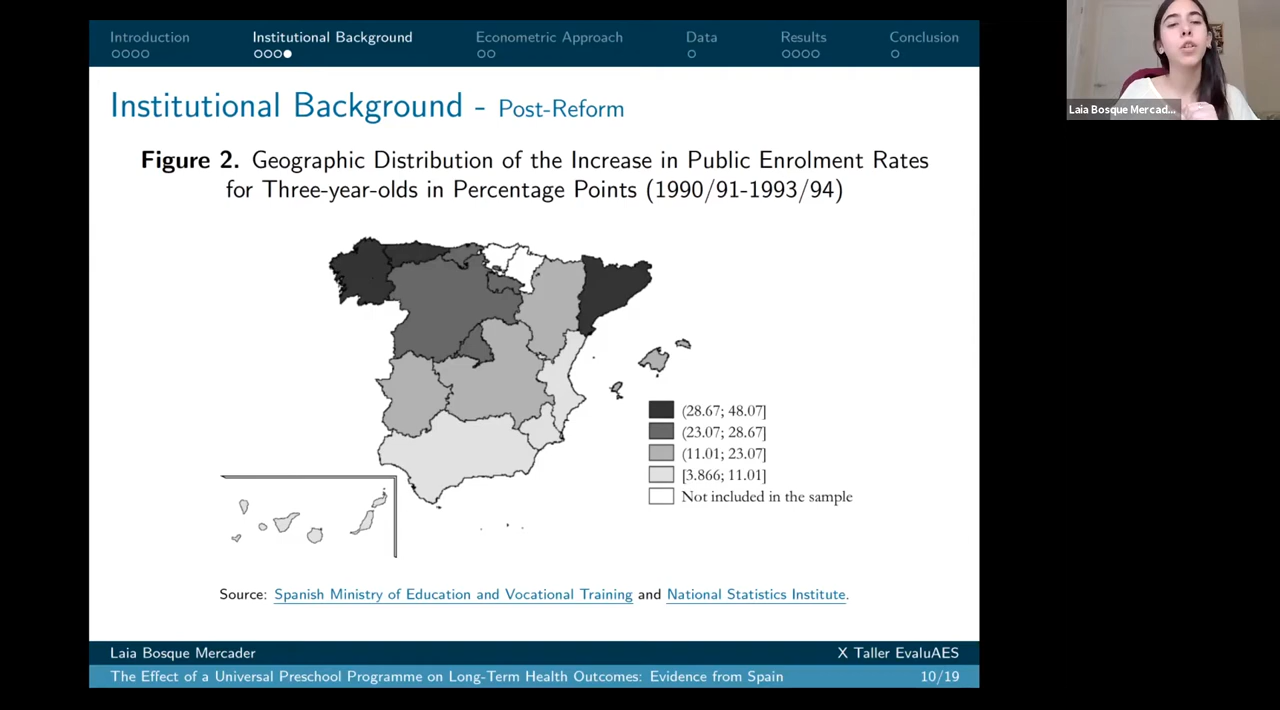 Introduction
Institutional Background
Econometric Approach
Data
Results
Conclusion
Institutional Background - Post-Reform
Figure 2. Geographic Distribution of the Increase in Public Enrolment Rates
for Three-year-olds in Percentage Points (1990/91-1993/94)
(28.67; 48.07]
(23.07; 28.67]
(11.01; 23.07]
[3.866; 11.01]
Not included in the sample
Source: Spanish Ministry of Education and Vocational Training and National Statistics Institute.
Laia Bosque Mercader
X Taller EvaluAES
The Effect of a Universal Preschool Programme on Long-Term Health Outcomes: Evidence from Spain
10/19
Laia Bosque Mercad...